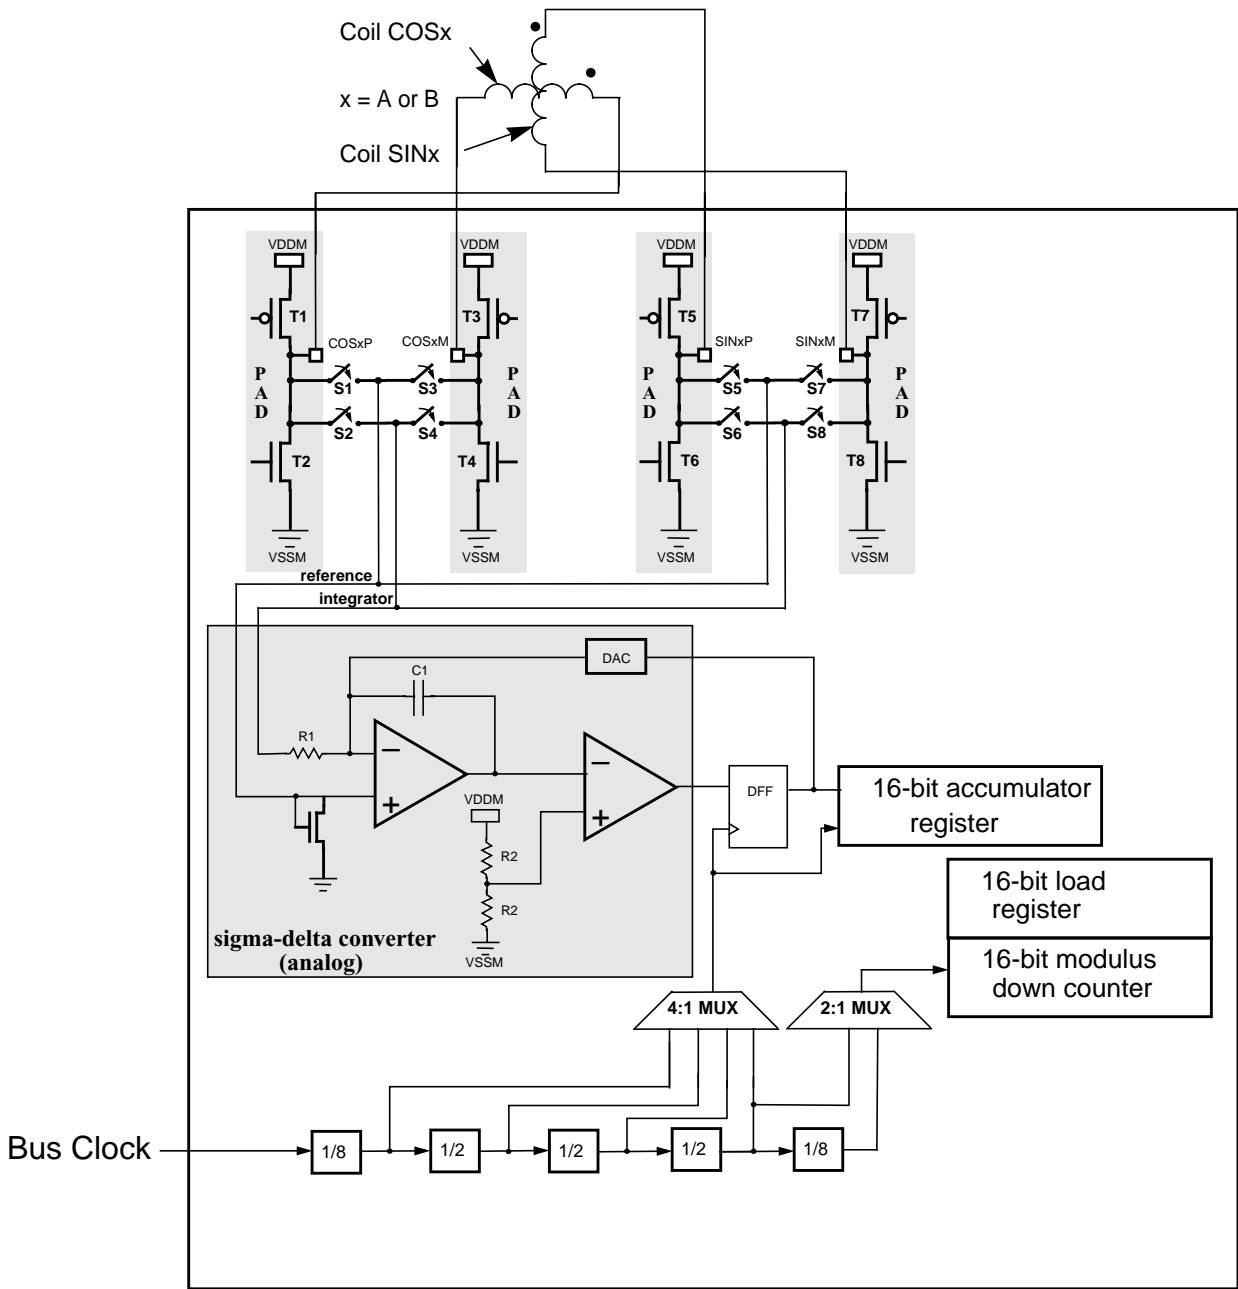 Coil COSx
x = A or B
Coil SINx
VDDM
VDDM
VDDM
VDDM
T1
T3
T5
T7
COSxP
COSxM
SINxP
SINxM
PAD
PAD
PAD
PAD
S1
S3
S5
S7
S2
S4
S6
S8
T2
T4
T6
T8
VSSM
VSSM
VSSM
VSSM
reference
integrator
DAC
C1
R1
−
+
−
+
VDDM
R2
R2
VSSM
DFF
16-bit accumulator
register
16-bit load
register
16-bit modulus
down counter
sigma-delta converter
(analog)
4:1 MUX
2:1 MUX
Bus Clock
1/8
1/2
1/2
1/2
1/8